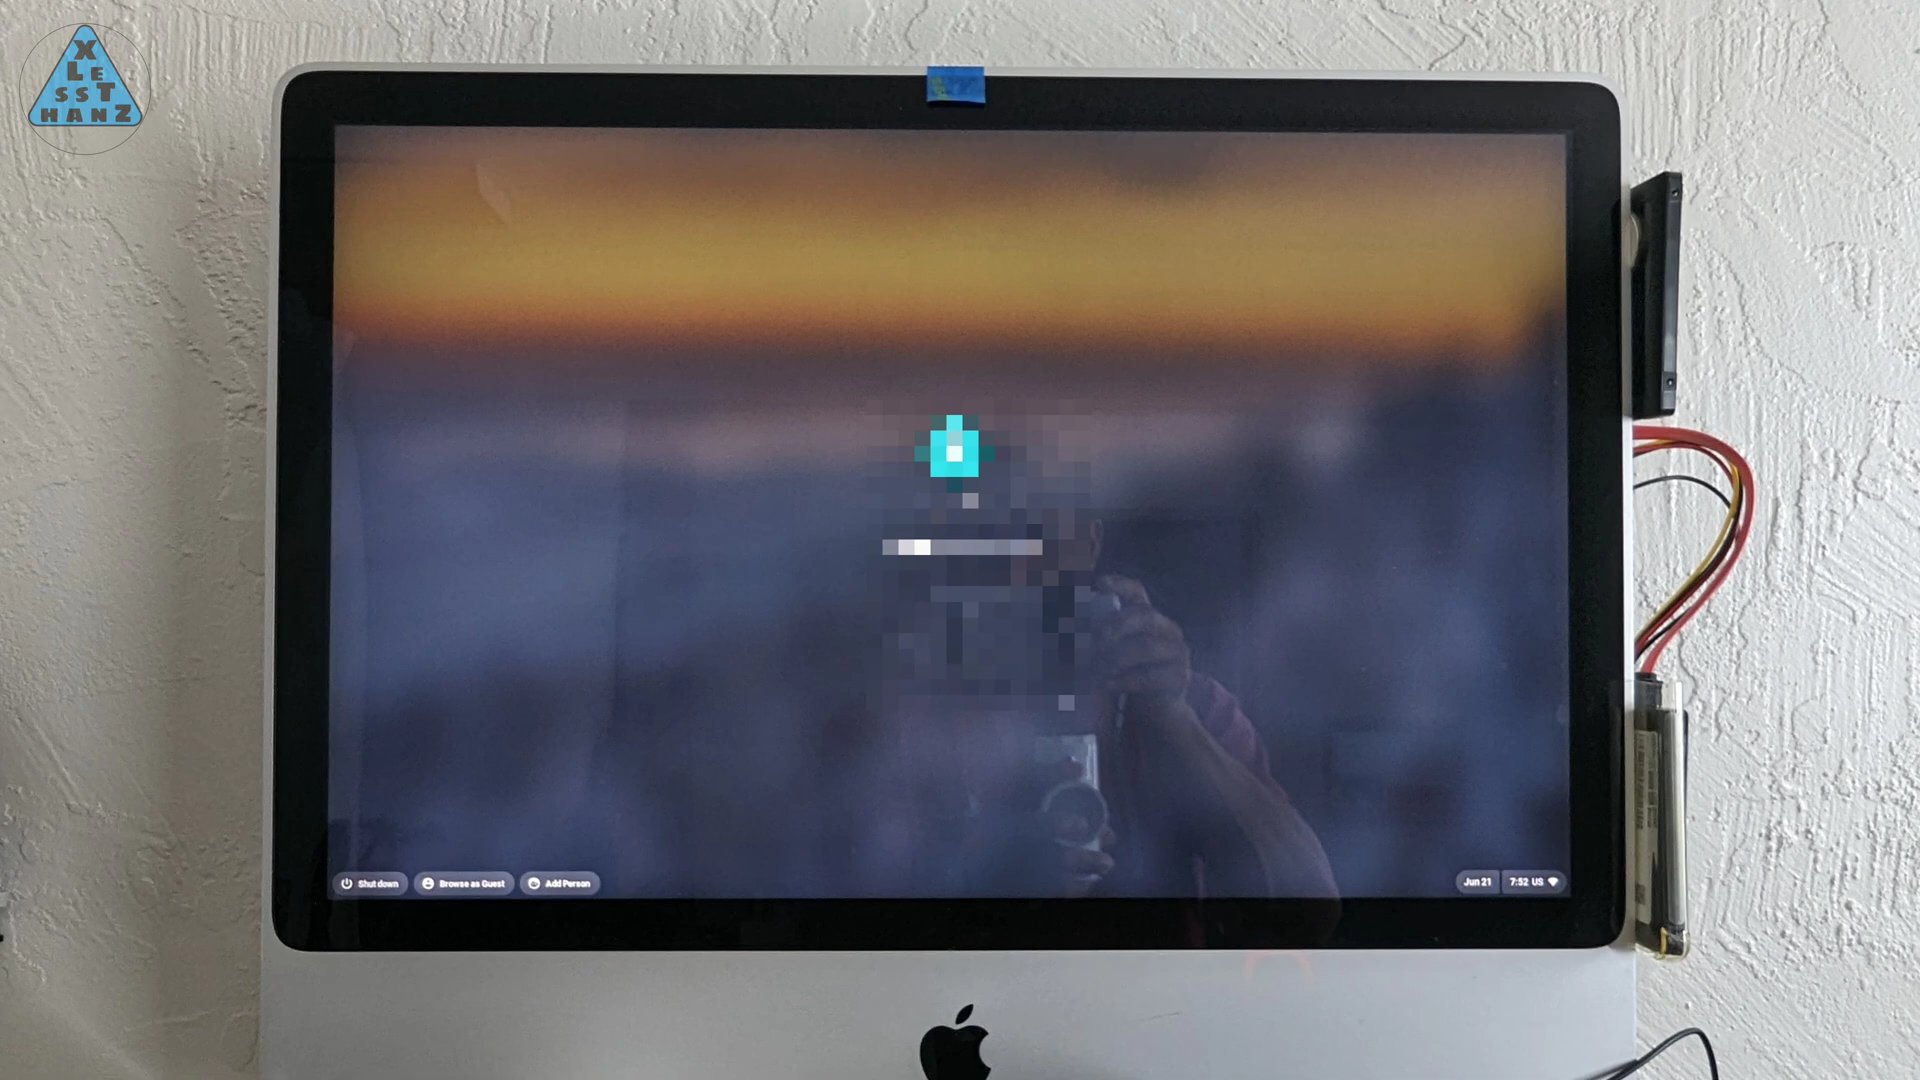 X
LE
SST
HANZ
Shut down
Browse as Guest
Add Person
Jun 21
7:52 US